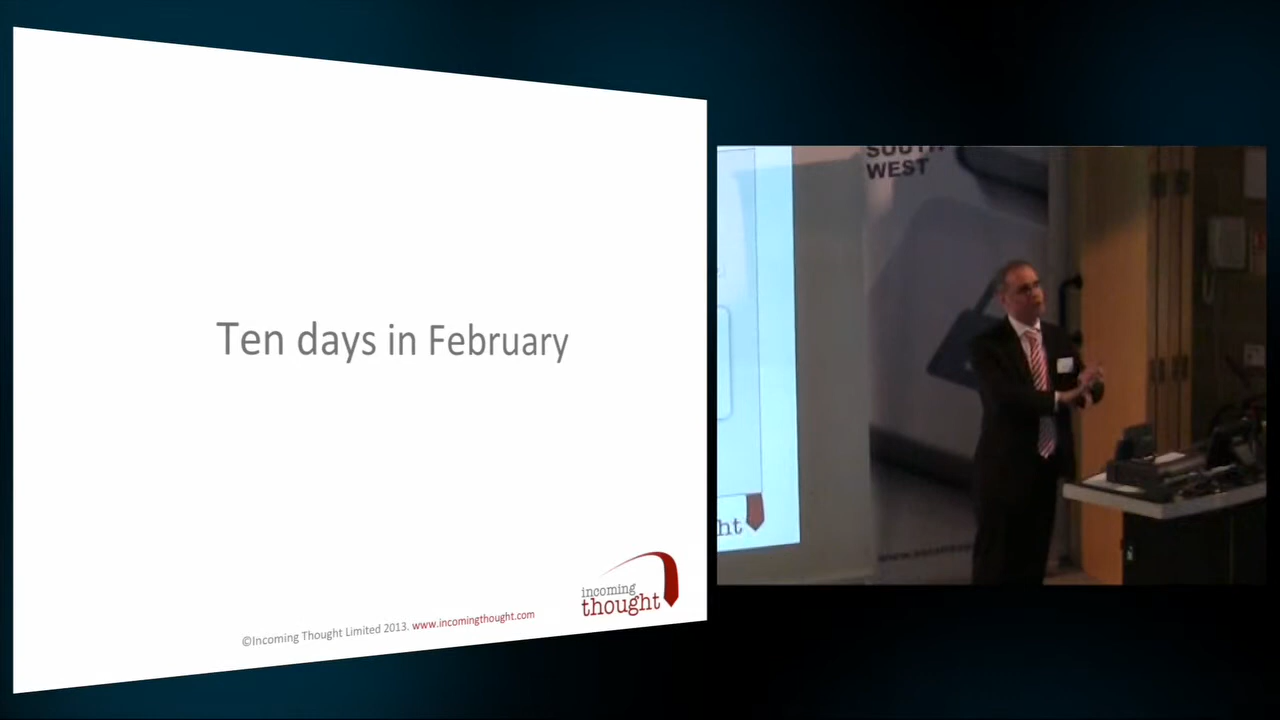 Ten days in February
incoming
thought
©Incoming Thought Limited 2013. www.incomingthought.com
SOUTH
WEST
ht